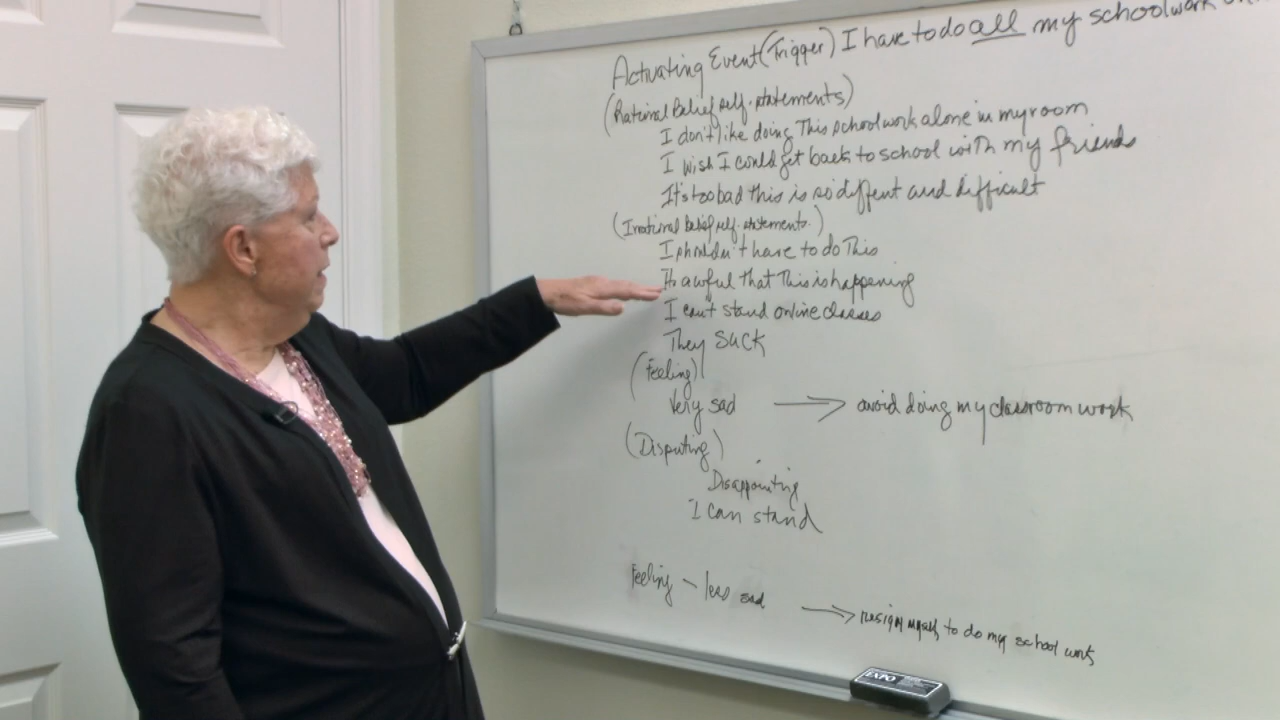 Activating Event (Trigger) I have to do all my schoolwork
(Rational Belief self-statements)
I don't like doing This schoolwork alone in my room
I wish I could get back to school with my friends
It's too bad this is so diffent and difficult
(Irrational Belief self-statements.)
I shouldn't have to do This
It's awful that This is happening
I can't stand online classes
They SUCK
(Feeling)
Very sad → avoid doing my classroom work
(Disputing)
Disappointing
I can stand
Feeling – less sad → resign myself to do my school work
EXPO